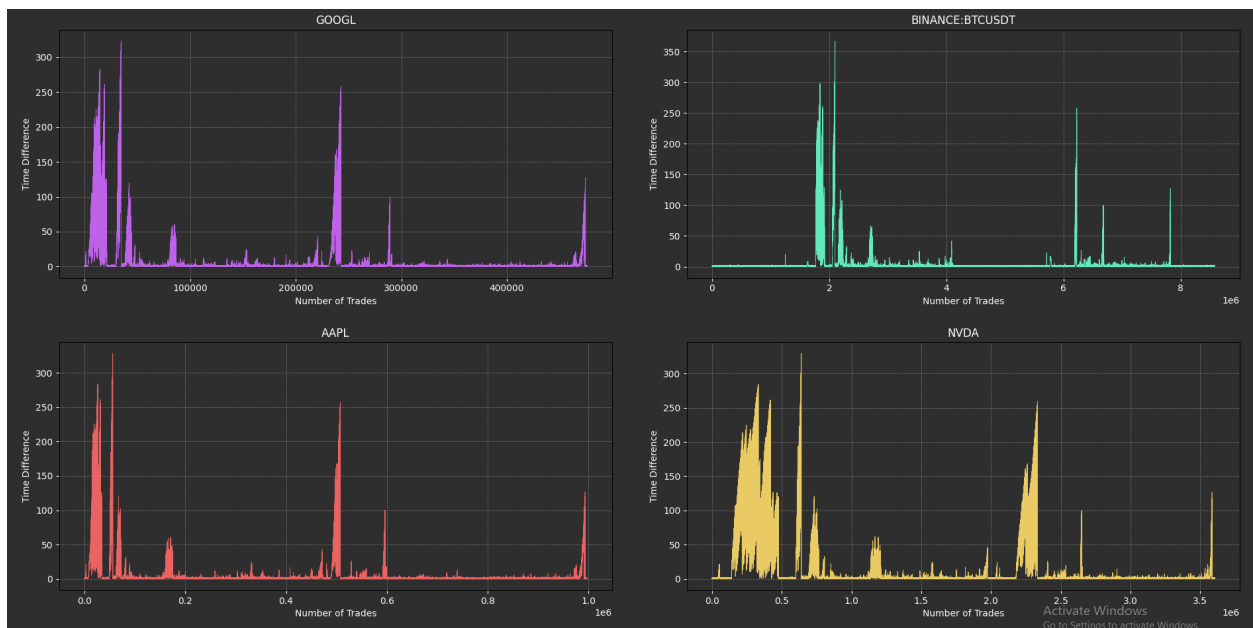 GOOGL
Time Difference
300
250
200
150
100
50
0
0 100000 200000 300000 400000
Number of Trades
BINANCE:BTCUSDT
Time Difference
350
300
250
200
150
100
50
0
0 2 4 6 8
1e6
Number of Trades
AAPL
Time Difference
300
250
200
150
100
50
0
0.0 0.2 0.4 0.6 0.8 1.0
1e6
Number of Trades
NVDA
Time Difference
300
250
200
150
100
50
0
0.0 0.5 1.0 1.5 2.0 2.5 3.0 3.5
1e6
Number of Trades
Activate Windows
Go to Settings to activate Windows.